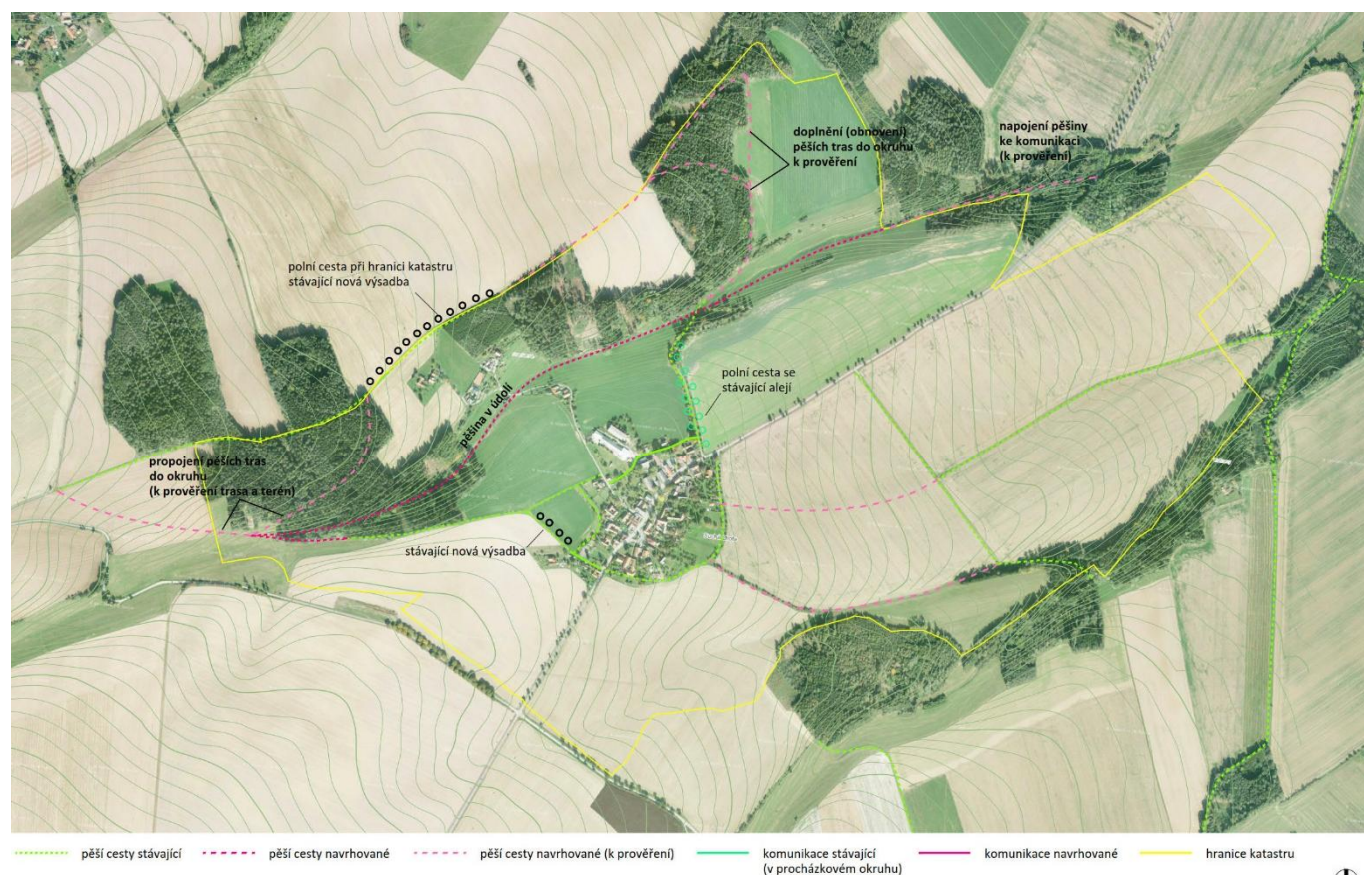 doplnění (obnovení)
pěších tras do okruhu
k prověření
napojení pěšiny
ke komunikaci
(k prověření)
polní cesta při hranici katastru
stávající nová výsadba
polní cesta se
stávající alejí
pěšina v údolí
propojení pěších tras
do okruhu
(k prověření trasa a terén)
stávající nová výsadba
pěší cesty stávající
pěší cesty navrhované
pěší cesty navrhované (k prověření)
komunikace stávající
(v procházkovém okruhu)
komunikace navrhované
hranice katastru